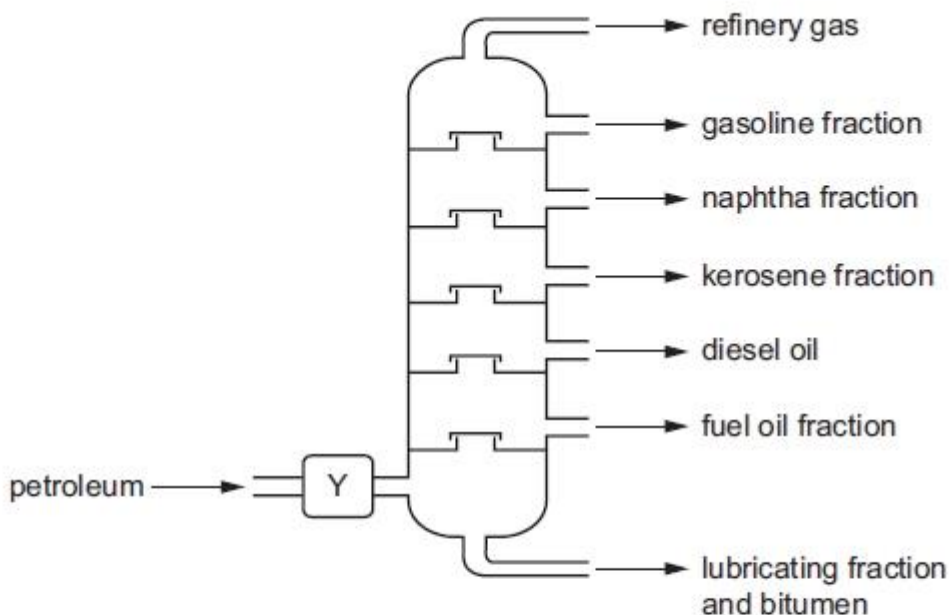 refinery gas
gasoline fraction
naphtha fraction
kerosene fraction
diesel oil
fuel oil fraction
petroleum
Y
lubricating fraction
and bitumen